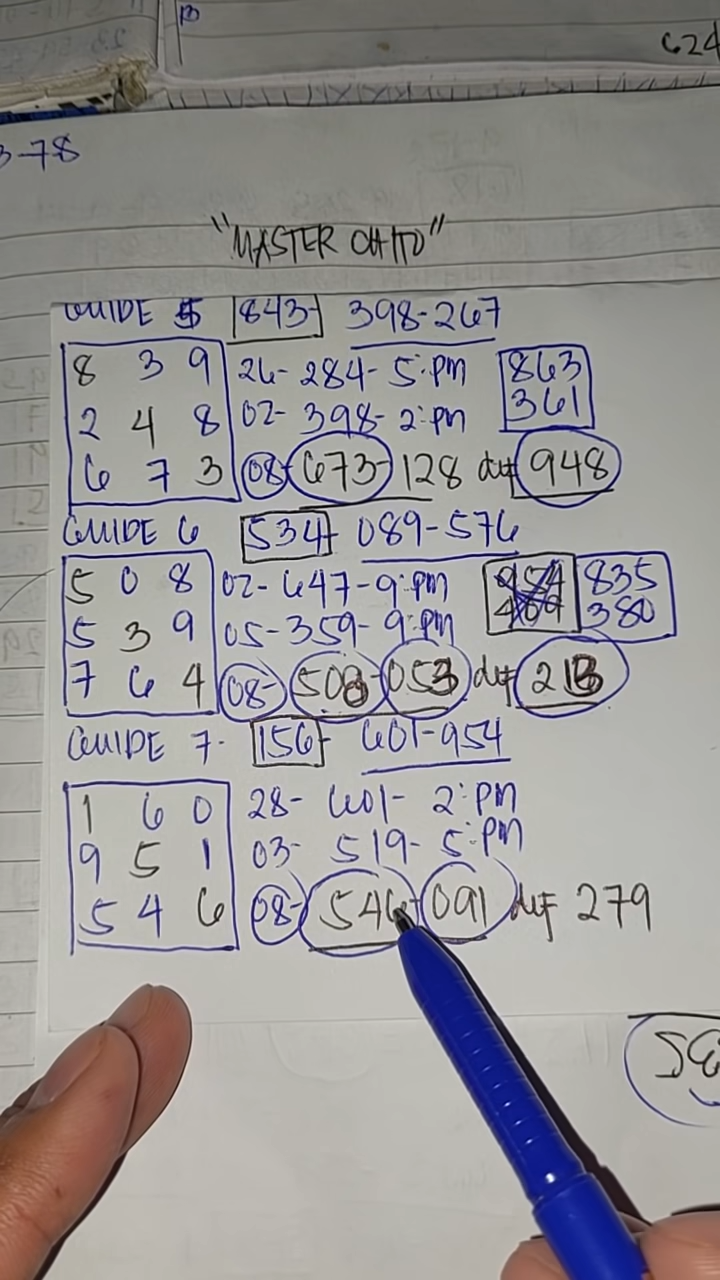 624
3-78
"MASTER CHITO"
GUIDE 5 843- 398-267
8 3 9 26- 284- 5:PM 863
2 4 8 02- 398- 2:PM 361
6 7 3 08- 673- 128 def 948
GUIDE 6 534- 089-576
5 0 8 02- 647- 9:PM 835
5 3 9 05- 359- 9:PM 380
7 6 4 08- 508- 053 def 213
GUIDE 7- 156- 601-954
1 6 0 28- 601- 2:PM
9 5 1 03- 519- 5:PM
5 4 6 08- 546- 091 def 279